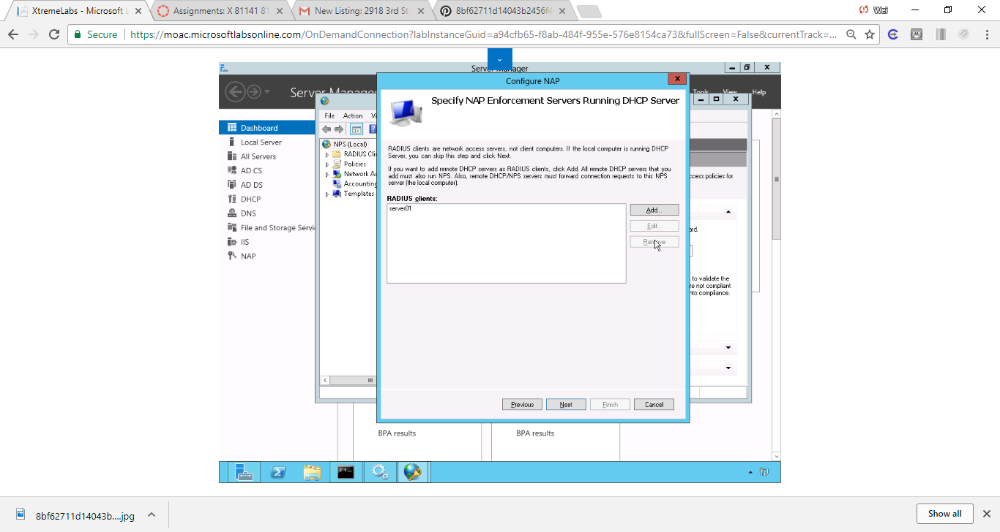 XtremeLabs - Microsoft L
Assignments: X 81141 81
New Listing: 2918 3rd St
8bf62711d14043b2456f4
Wei
Secure
https://moac.microsoftlabsonline.com/OnDemandConnection?labInstanceGuid=a94cfb65-f8ab-484f-955e-576e8154ca73&fullScreen=False&currentTrack=...
Server Manager
Configure NAP
Server Manager
Tools View Help
Specify NAP Enforcement Servers Running DHCP Server
File Action Vi
Dashboard
Local Server
All Servers
AD CS
AD DS
DHCP
DNS
File and Storage Servi
IIS
NAP
NPS (Local)
RADIUS Clie
Policies
Network Ac
Accounting
Templates
RADIUS clients are network access servers, not client computers. If the local computer is running DHCP
Server, you can skip this step and click Next.
If you want to add remote DHCP servers as RADIUS clients, click Add. All remote DHCP servers that you
add must also run NPS. Also, remote DHCP/NPS servers must forward connection requests to this NPS
server (the local computer).
RADIUS clients:
server01
Add...
Edit...
Remove
ccess policies for
ard.
to validate the
re not compliant
nto compliance.
Previous
Next
Finish
Cancel
BPA results
BPA results
8bf62711d14043b....jpg
Show all